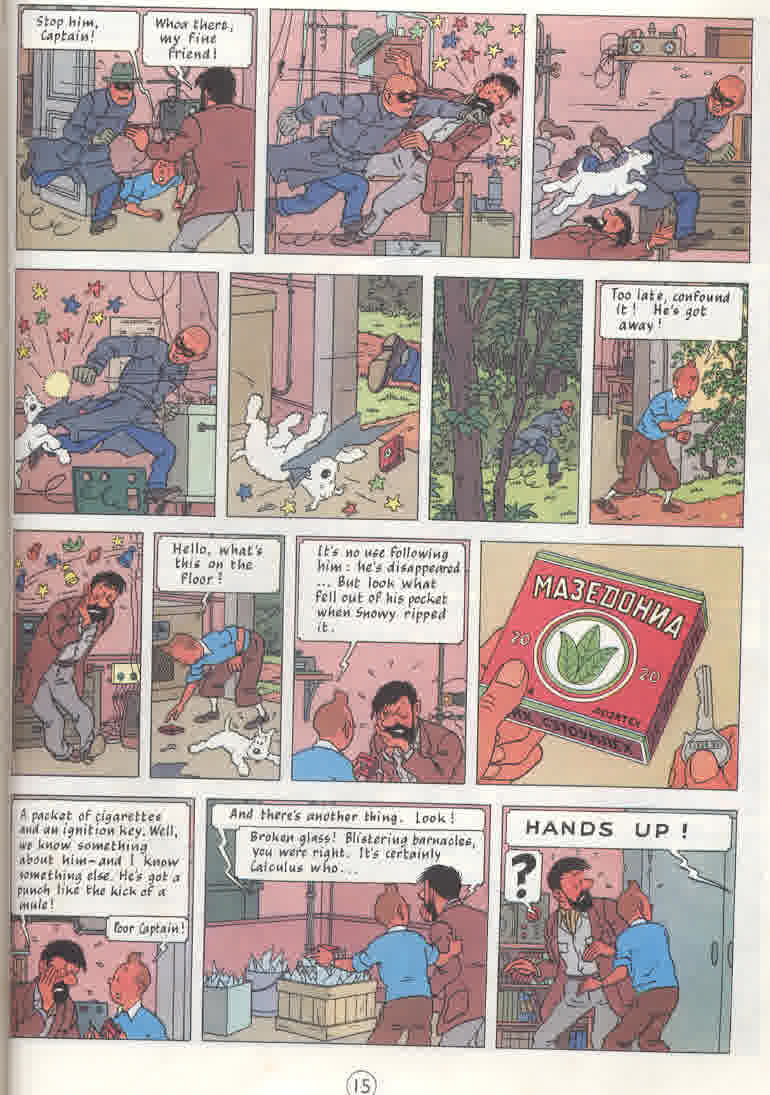 Stop him,
Captain!
Whoa there,
my fine
friend!
Too late, confound
it! He's got
away!
Hello, what's
this on the
floor?
It's no use following
him: he's disappeared
... But look what
fell out of his pocket
when Snowy ripped
it.
МАЗЕDОНИА
20
20
A packet of cigarettes
and an ignition key. Well,
we know something
about him—and I know
something else. He's got a
punch like the kick of a
mule!
Poor Captain!
And there's another thing. Look!
Broken glass! Blistering barnacles,
you were right. It's certainly
Calculus who...
HANDS UP!
?
15